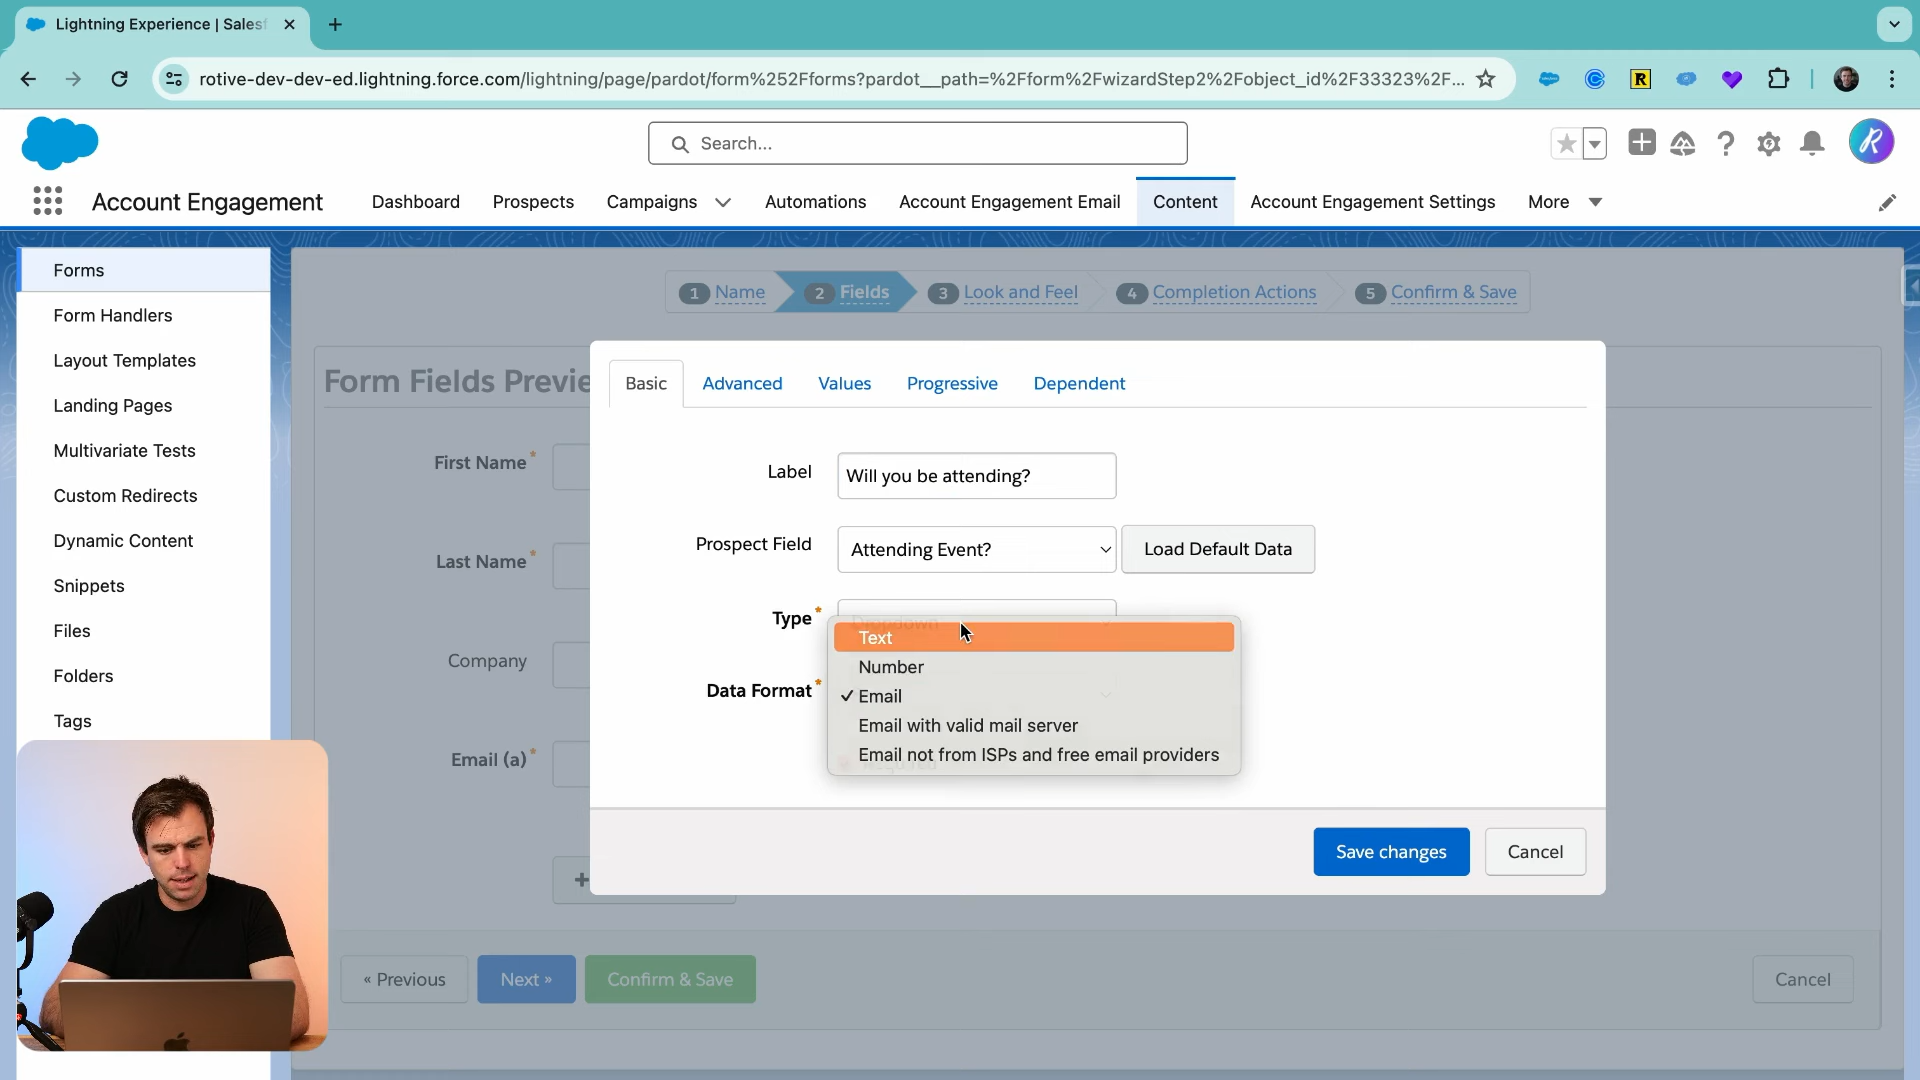 Lightning Experience | Sales
rotive-dev-dev-ed.lightning.force.com/lightning/page/pardot/form%252Fforms?pardot__path=%2Fform%2FwizardStep2%2Fobject_id%2F33323%2F...
Search...
Account Engagement
Dashboard
Prospects
Campaigns
Automations
Account Engagement Email
Content
Account Engagement Settings
More
Forms
Form Handlers
Layout Templates
Landing Pages
Multivariate Tests
Custom Redirects
Dynamic Content
Snippets
Files
Folders
Tags
1 Name
2 Fields
3 Look and Feel
4 Completion Actions
5 Confirm & Save
Form Fields Previe
First Name *
Last Name *
Company
Email (a) *
+
Basic
Advanced
Values
Progressive
Dependent
Label
Will you be attending?
Prospect Field
Attending Event?
Load Default Data
Type *
Dropdown
Data Format *
Text
Number
✓ Email
Email with valid mail server
Email not from ISPs and free email providers
Save changes
Cancel
« Previous
Next »
Confirm & Save
Cancel